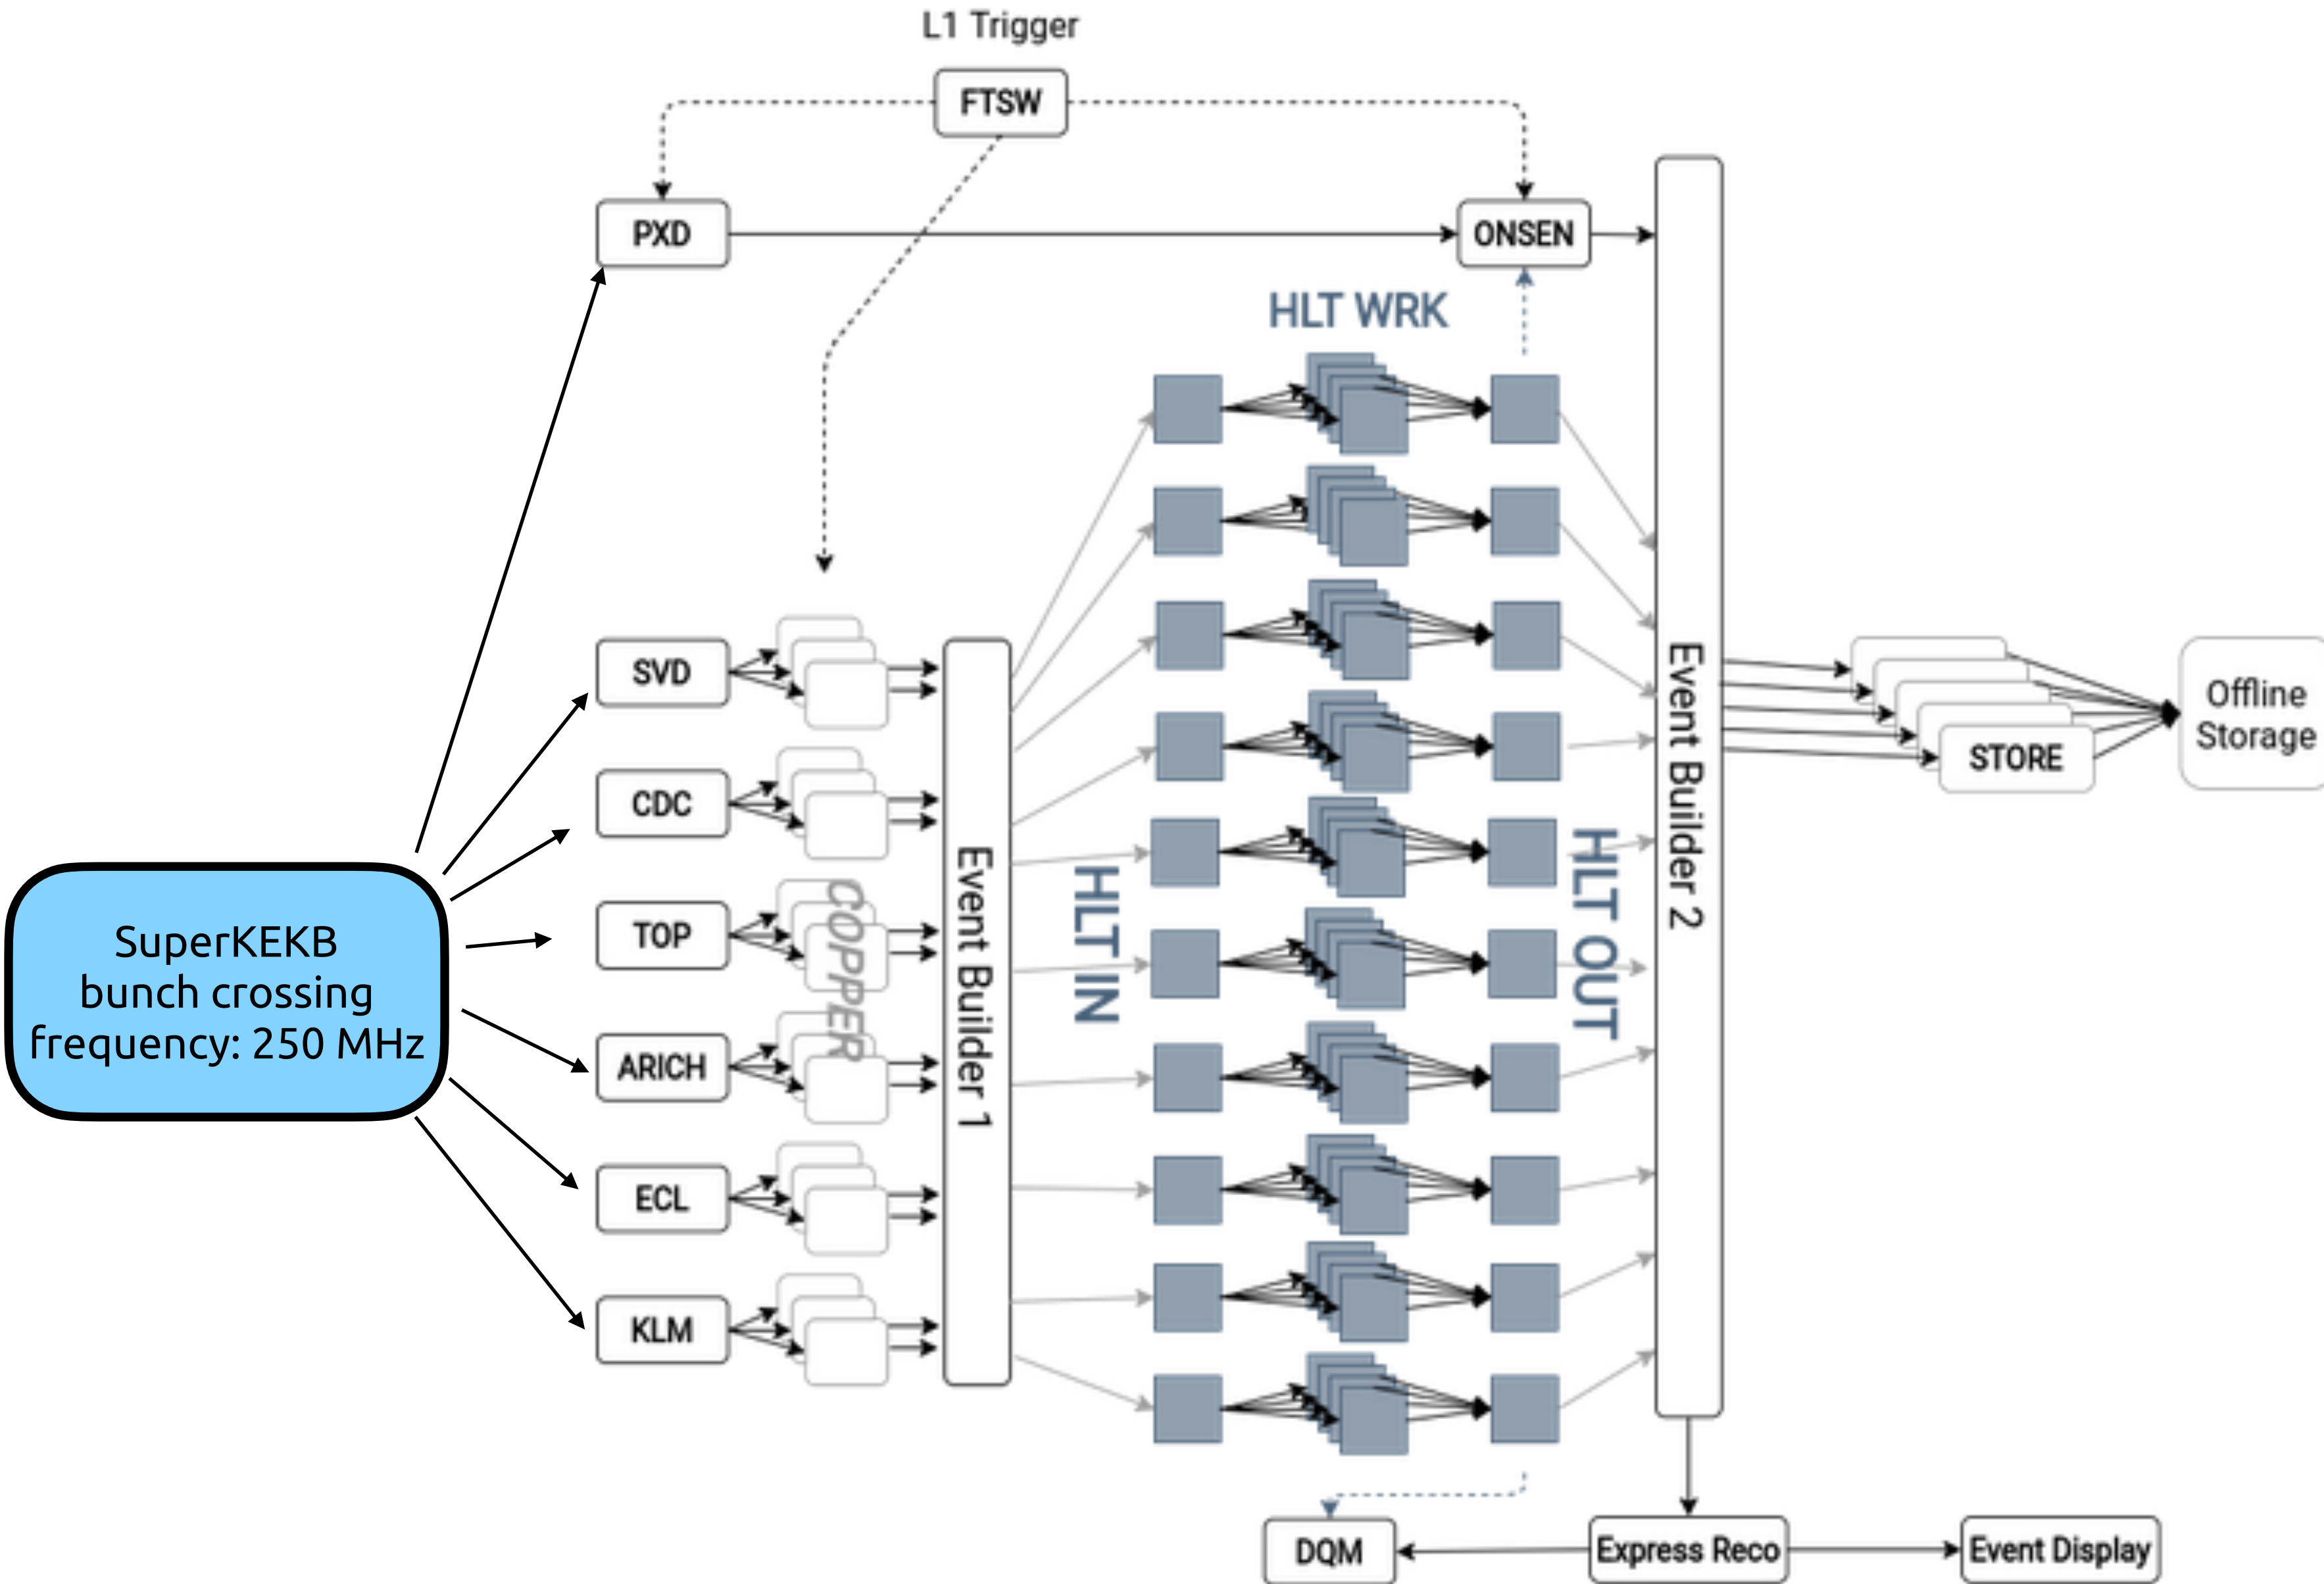 L1 Trigger
FTSW
PXD
ONSEN
HLT WRK
SVD
CDC
TOP
ARICH
ECL
KLM
COPPER
Event Builder 1
HLT IN
HLT OUT
Event Builder 2
STORE
Offline
Storage
SuperKEKB
bunch crossing
frequency: 250 MHz
DQM
Express Reco
Event Display